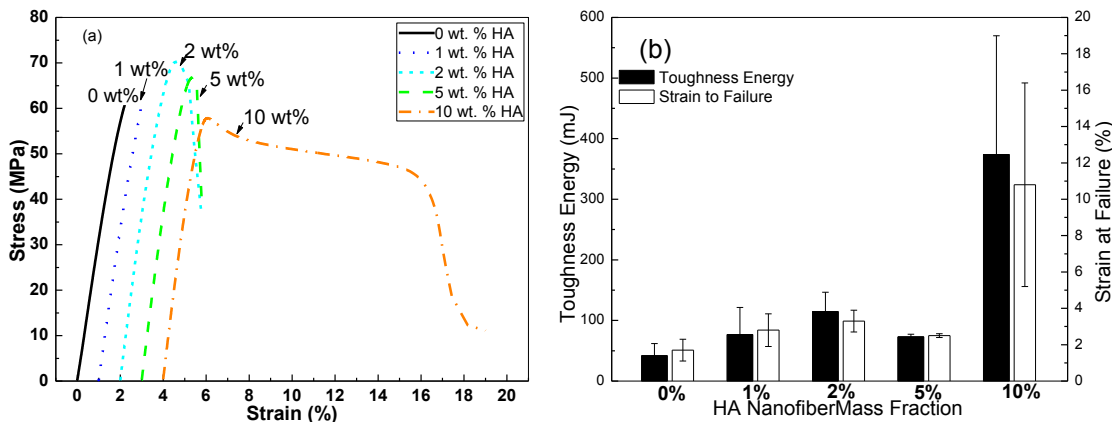 (a)
0 wt. % HA
1 wt% HA
2 wt% HA
5 wt. % HA
10 wt. % HA
2 wt%
1 wt%
5 wt%
0 wt%
10 wt%
80
70
60
50
40
30
20
10
0
Stress (MPa)
0 2 4 6 8 10 12 14 16 18 20
Strain (%)
(b)
Toughness Energy
Strain to Failure
600
500
400
300
200
100
0
Toughness Energy (mJ)
20
18
16
14
12
10
8
6
4
2
0
Strain at Failure (%)
0% 1% 2% 5% 10%
HA NanofiberMass Fraction